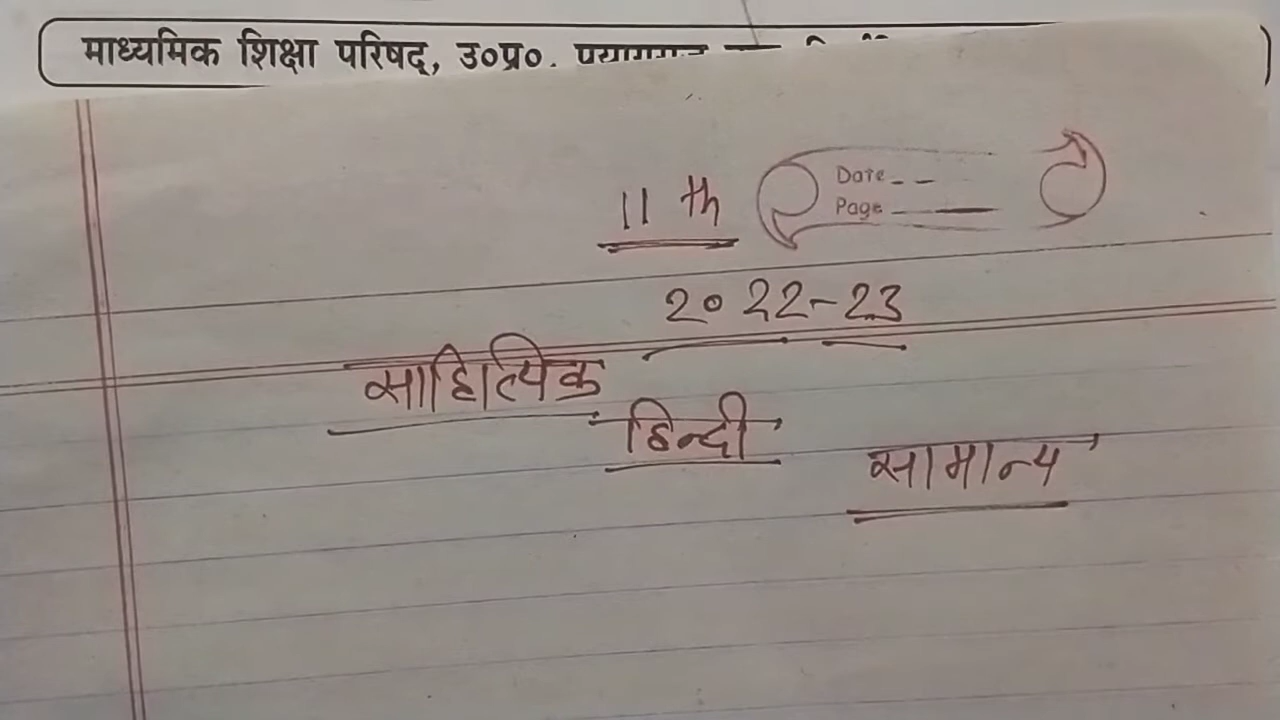 माध्यमिक शिक्षा परिषद्, उ०प्र०.
11 th
Date
Page
2022-23
साहित्यिक
हिन्दी
सामान्य